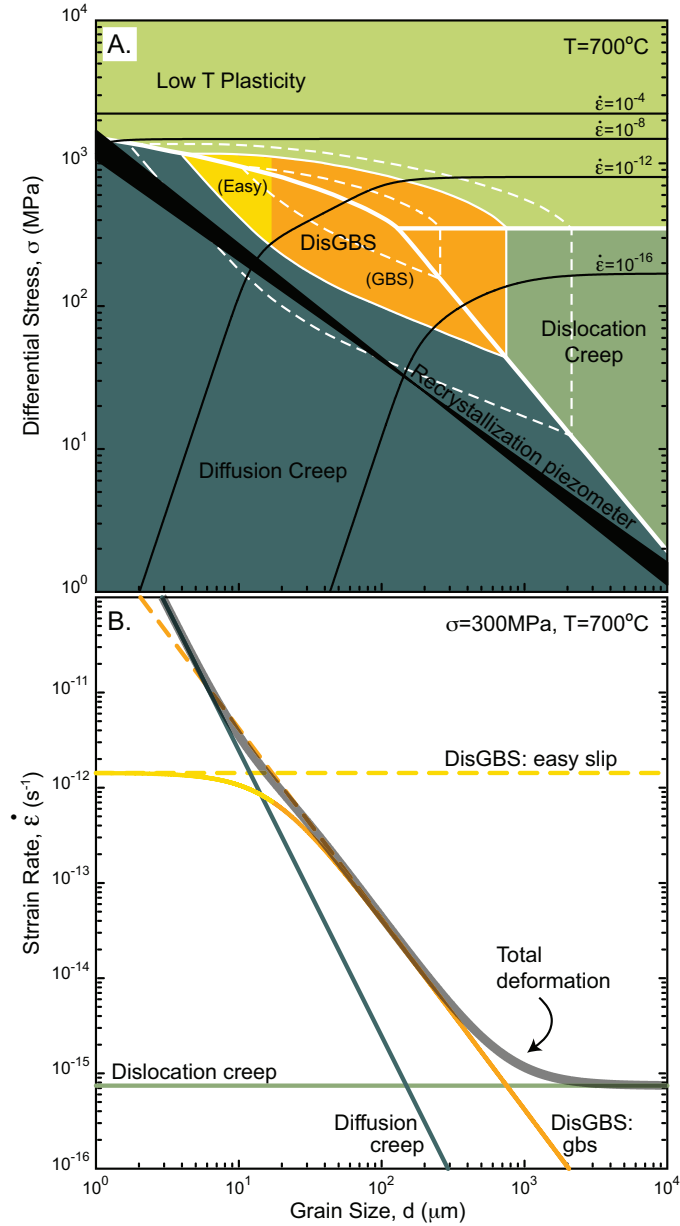 A.
T=700°C
Low T Plasticity
ε̇=10⁻⁴
ε̇=10⁻⁸
ε̇=10⁻¹²
(Easy)
DisGBS
(GBS)
ε̇=10⁻¹⁶
Dislocation
Creep
Recrystallization piezometer
Diffusion Creep
Differential Stress, σ (MPa)
10⁴
10³
10²
10¹
10⁰
B.
σ=300MPa, T=700°C
DisGBS: easy slip
Total
deformation
Dislocation creep
Diffusion
creep
DisGBS:
gbs
Strrain Rate, ε̇ (s⁻¹)
10⁻¹¹
10⁻¹²
10⁻¹³
10⁻¹⁴
10⁻¹⁵
10⁻¹⁶
10⁰
10¹
10²
10³
10⁴
Grain Size, d (μm)